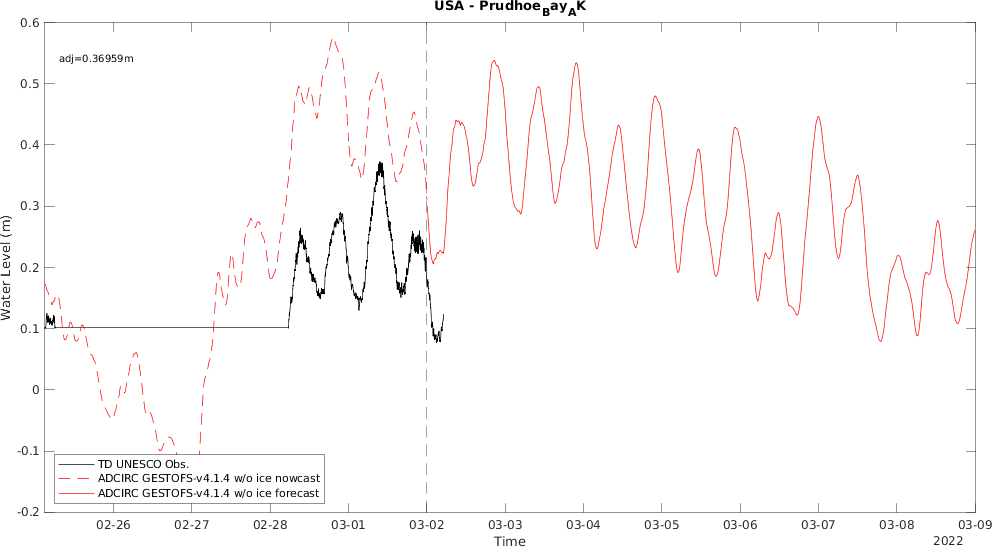 USA - Prudhoe_Bay_AK
adj=0.36959m
0.6
0.5
0.4
0.3
0.2
0.1
0
-0.1
-0.2
Water Level (m)
TD UNESCO Obs.
ADCIRC GESTOFS-v4.1.4 w/o ice nowcast
ADCIRC GESTOFS-v4.1.4 w/o ice forecast
02-26 02-27 02-28 03-01 03-02 03-03 03-04 03-05 03-06 03-07 03-08 03-09
Time
2022